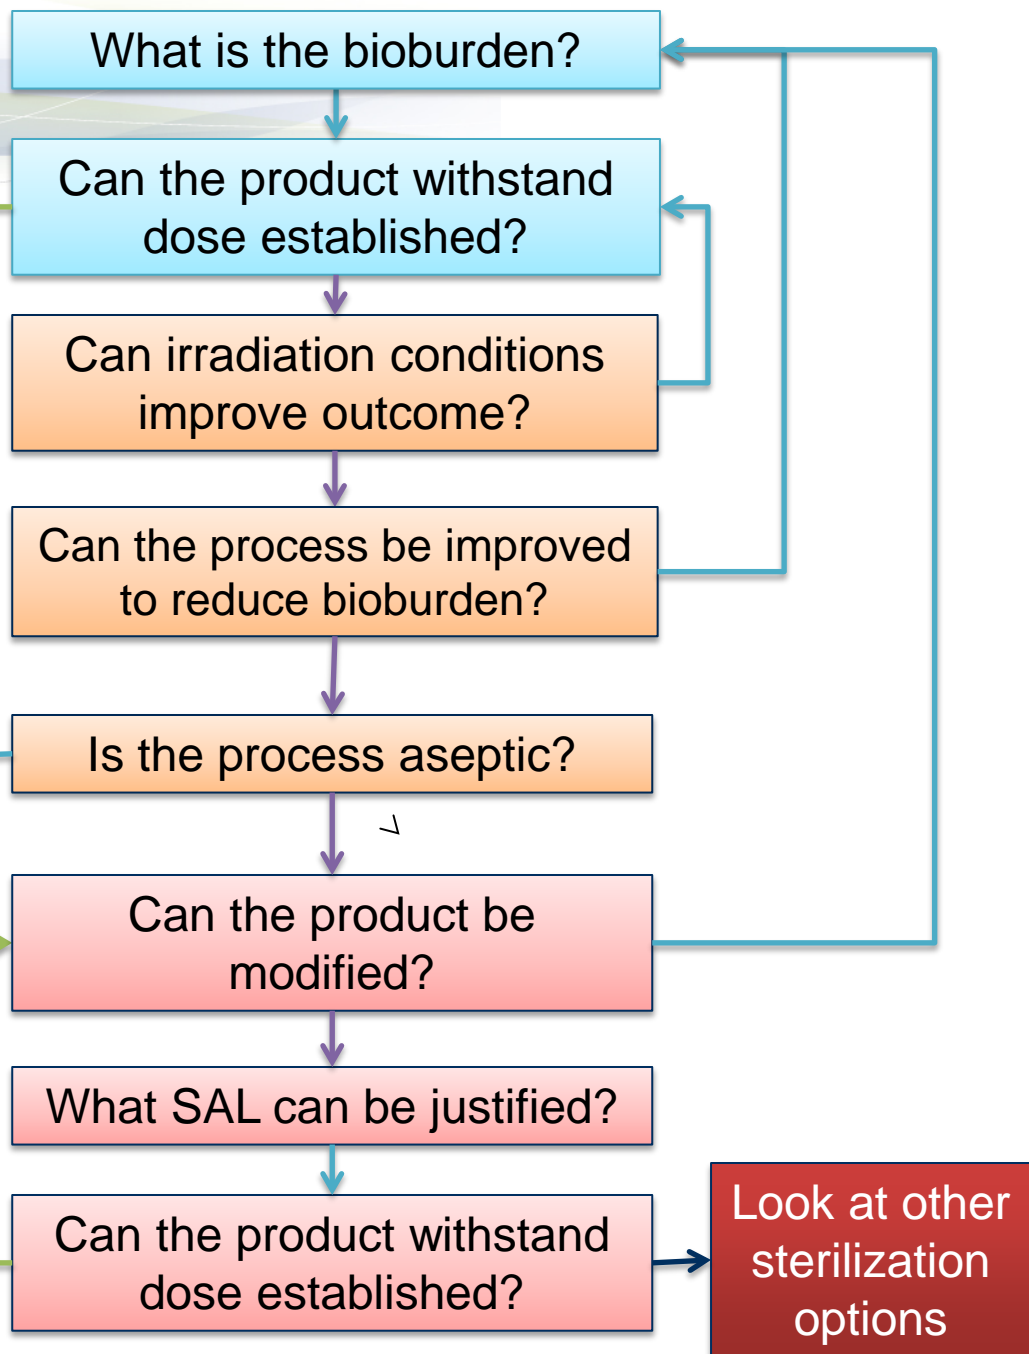 What is the bioburden?
Can the product withstand
dose established?
Can irradiation conditions
improve outcome?
Can the process be improved
to reduce bioburden?
Is the process aseptic?
Can the product be
modified?
What SAL can be justified?
Can the product withstand
dose established?
Look at other
sterilization
options